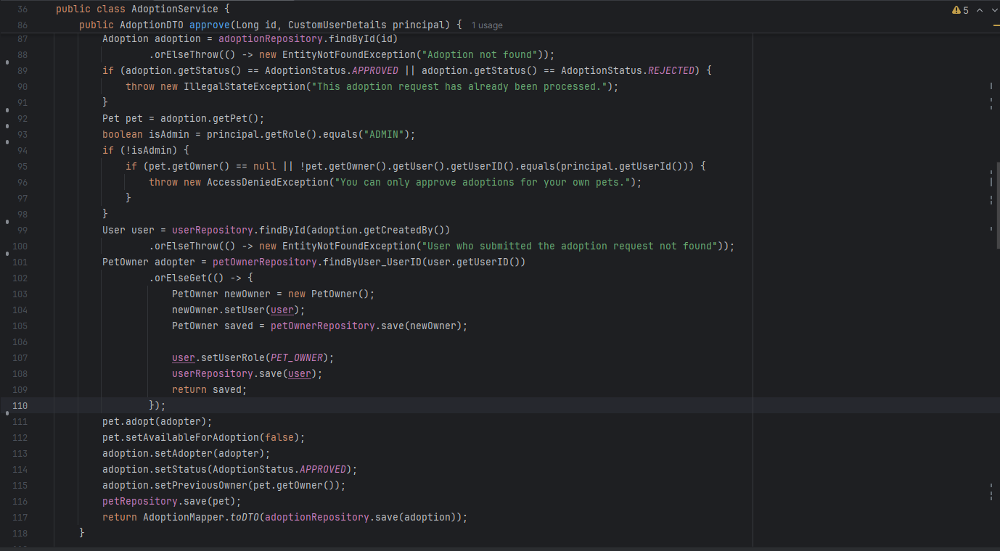 36 public class AdoptionService {
5
86 public AdoptionDTO approve(Long id, CustomUserDetails principal) { 1 usage
87 Adoption adoption = adoptionRepository.findById(id)
88 .orElseThrow(() -> new EntityNotFoundException("Adoption not found"));
89 if (adoption.getStatus() == AdoptionStatus.APPROVED || adoption.getStatus() == AdoptionStatus.REJECTED) {
90 throw new IllegalStateException("This adoption request has already been processed.");
91 }
92 Pet pet = adoption.getPet();
93 boolean isAdmin = principal.getRole().equals("ADMIN");
94 if (!isAdmin) {
95 if (pet.getOwner() == null || !pet.getOwner().getUser().getUserID().equals(principal.getUserId())) {
96 throw new AccessDeniedException("You can only approve adoptions for your own pets.");
97 }
98 }
99 User user = userRepository.findById(adoption.getCreatedBy())
100 .orElseThrow(() -> new EntityNotFoundException("User who submitted the adoption request not found"));
101 PetOwner adopter = petOwnerRepository.findByUser_UserID(user.getUserID())
102 .orElseGet(() -> {
103 PetOwner newOwner = new PetOwner();
104 newOwner.setUser(user);
105 PetOwner saved = petOwnerRepository.save(newOwner);
106
107 user.setUserRole(PET_OWNER);
108 userRepository.save(user);
109 return saved;
110 });
111 pet.adopt(adopter);
112 pet.setAvailableForAdoption(false);
113 adoption.setAdopter(adopter);
114 adoption.setStatus(AdoptionStatus.APPROVED);
115 adoption.setPreviousOwner(pet.getOwner());
116 petRepository.save(pet);
117 return AdoptionMapper.toDTO(adoptionRepository.save(adoption));
118 }